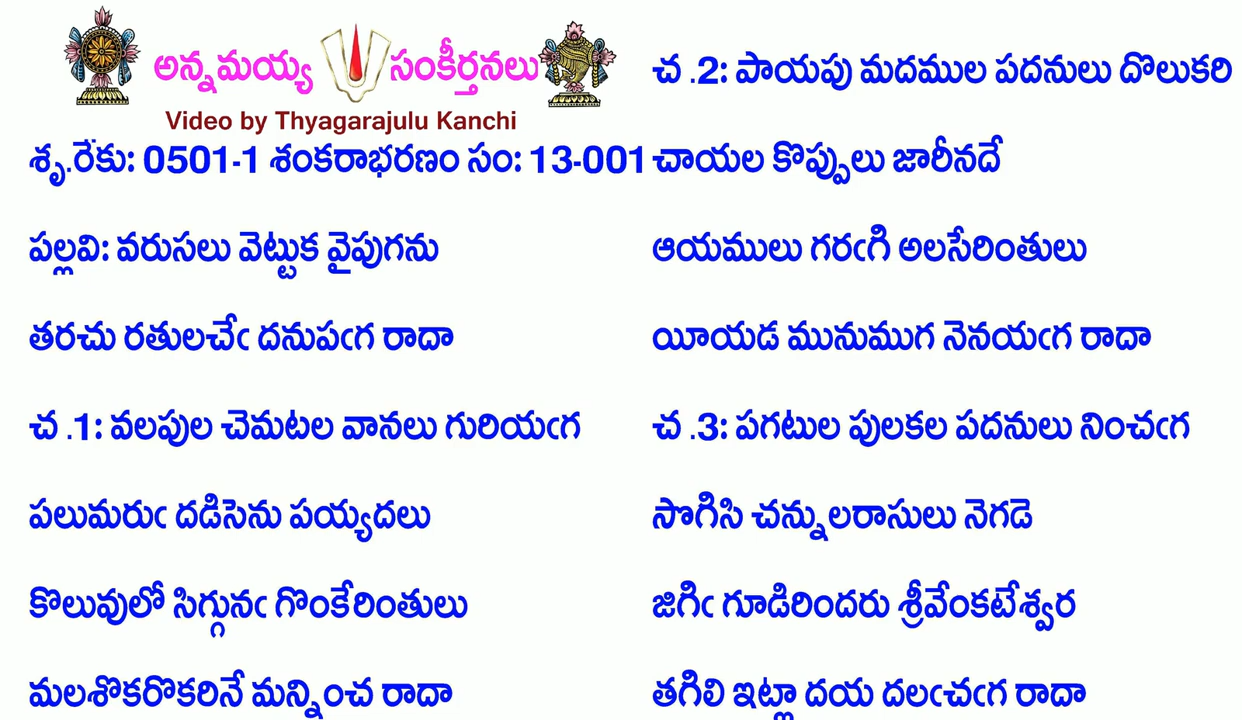 అన్నమయ్య సంకీర్తనలు
Video by Thyagarajulu Kanchi
శృ.రేకు: 0501-1 శంకరాభరణం సం: 13-001
పల్లవి: వరుసలు వెట్టుక వైపుగను
తరచు రతులచేఁ దనుపఁగ రాదా
చ .1: వలపుల చెమటల వానలు గురియఁగ
పలుమరుఁ దడిసెను పయ్యదలు
కొలువులో సిగ్గునఁ గొంకేరింతులు
మలశొకరొకరినే మన్నించ రాదా
చ .2: పాయపు మదముల పదనులు దొలుకరి
చాయల కొప్పులు జారీనదే
ఆయములు గరఁగి అలసేరింతులు
యీయడ మునుముగ నెనయఁగ రాదా
చ .3: పగటుల పులకల పదనులు నించఁగ
సొగిసి చన్నులరాసులు నెగడె
జిగిఁ గూడిరిందరు శ్రీవేంకటేశ్వర
తగిలి ఇట్లా దయ దలఁచఁగ రాదా